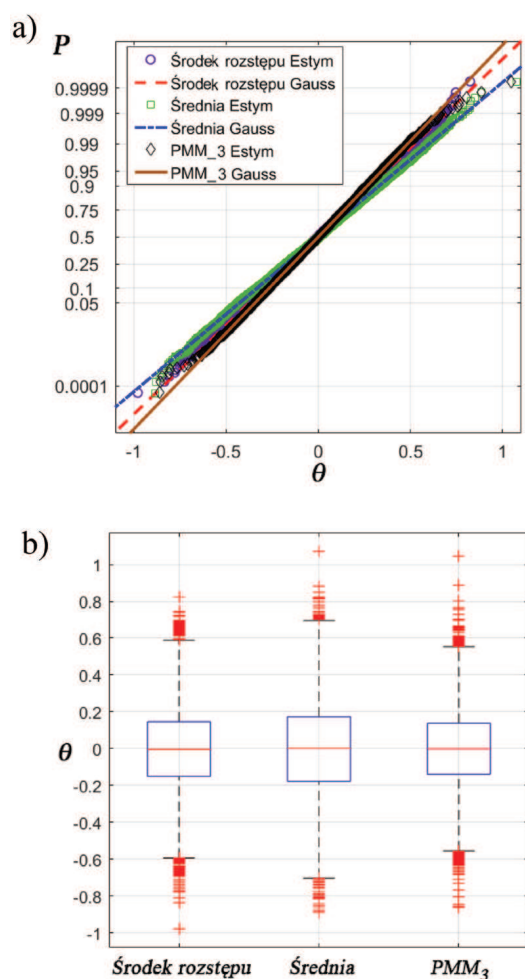 a)
P
0.9999
0.999
0.99
0.95
0.9
0.75
0.5
0.25
0.1
0.05
0.0001
Środek rozstępu Estym
Środek rozstępu Gauss
Średnia Estym
Średnia Gauss
PMM_3 Estym
PMM_3 Gauss
-1 -0.5 0 0.5 1
θ
b)
1
0.8
0.6
0.4
0.2
θ 0
-0.2
-0.4
-0.6
-0.8
-1
Środek rozstępu Średnia PMM3